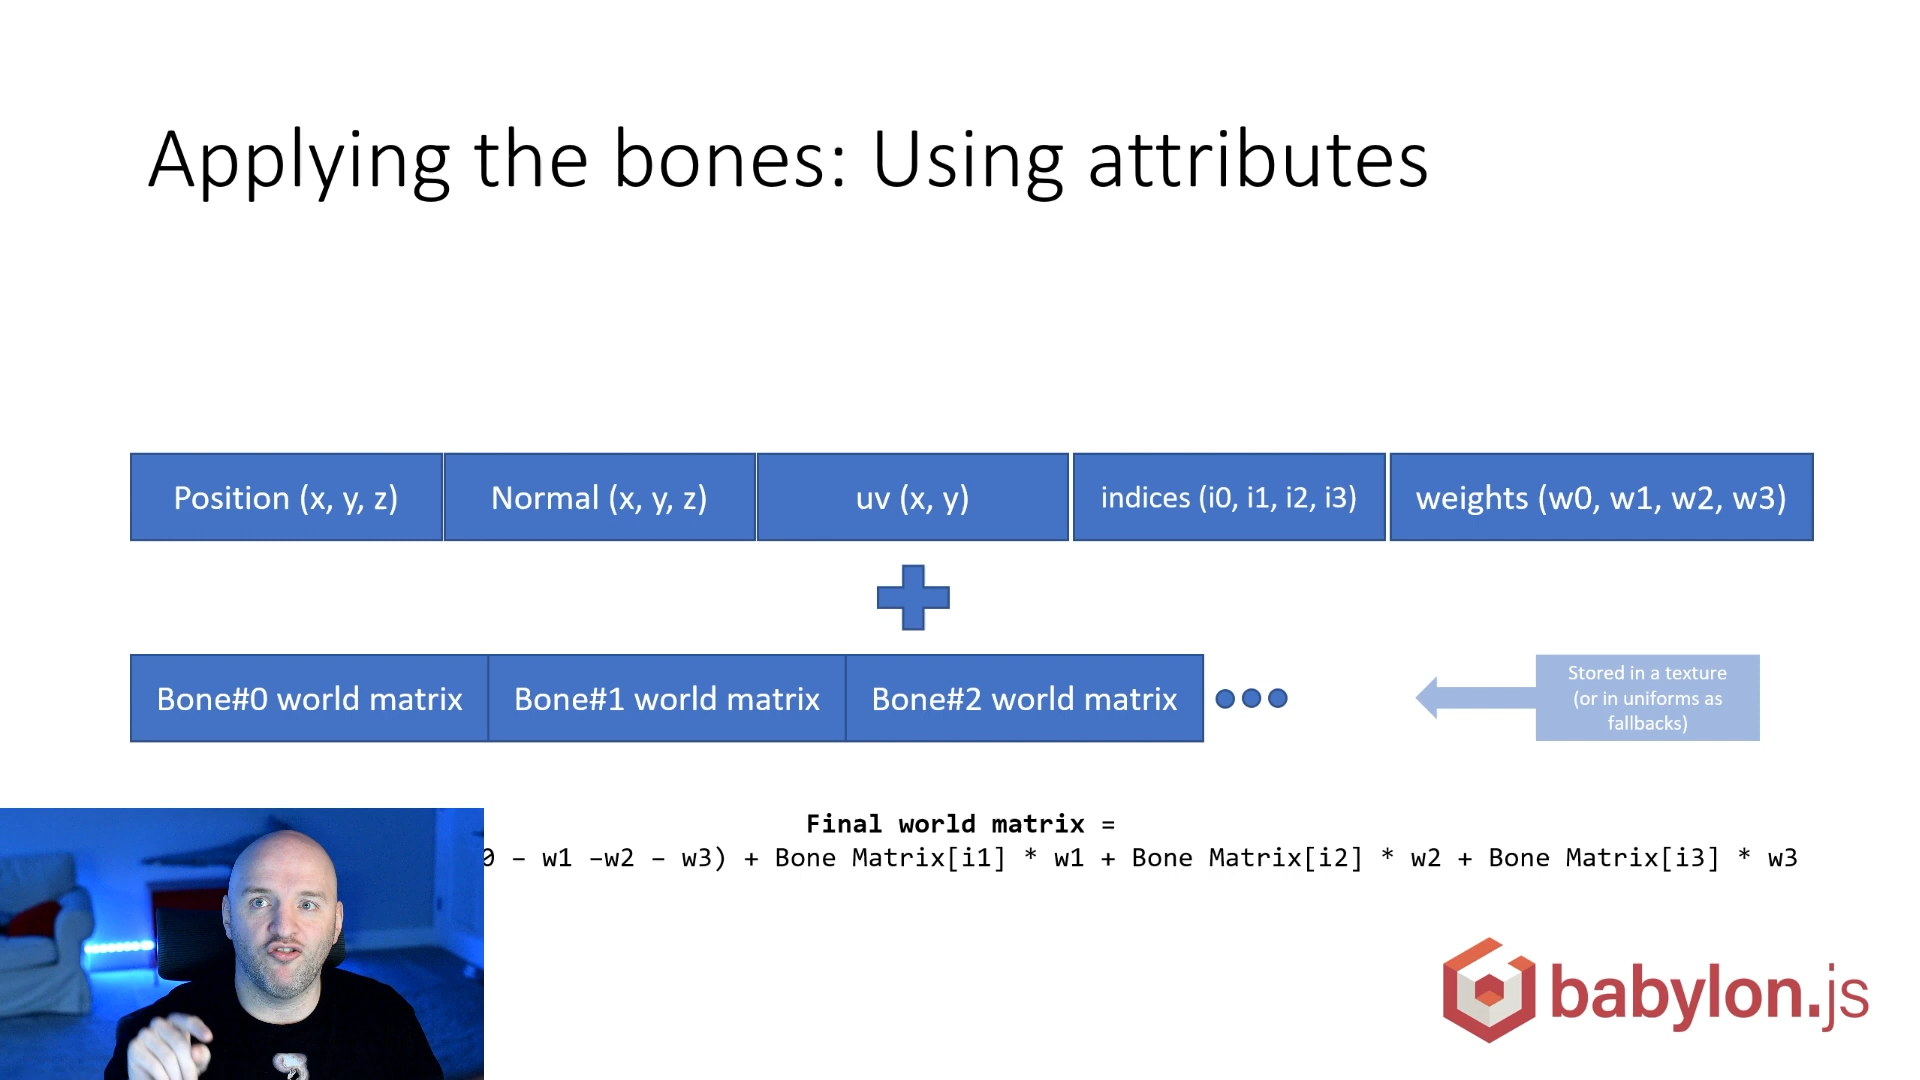 Applying the bones: Using attributes
Position (x, y, z)
Normal (x, y, z)
uv (x, y)
indices (i0, i1, i2, i3)
weights (w0, w1, w2, w3)
Bone#0 world matrix
Bone#1 world matrix
Bone#2 world matrix
Stored in a texture
(or in uniforms as
fallbacks)
Final world matrix =
0 – w1 –w2 – w3) + Bone Matrix[i1] * w1 + Bone Matrix[i2] * w2 + Bone Matrix[i3] * w3
babylon.js